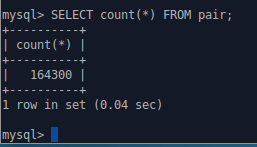 mysql> SELECT count(*) FROM pair;
+----------+
| count(*) |
+----------+
|   164300 |
+----------+
1 row in set (0.04 sec)
mysql>